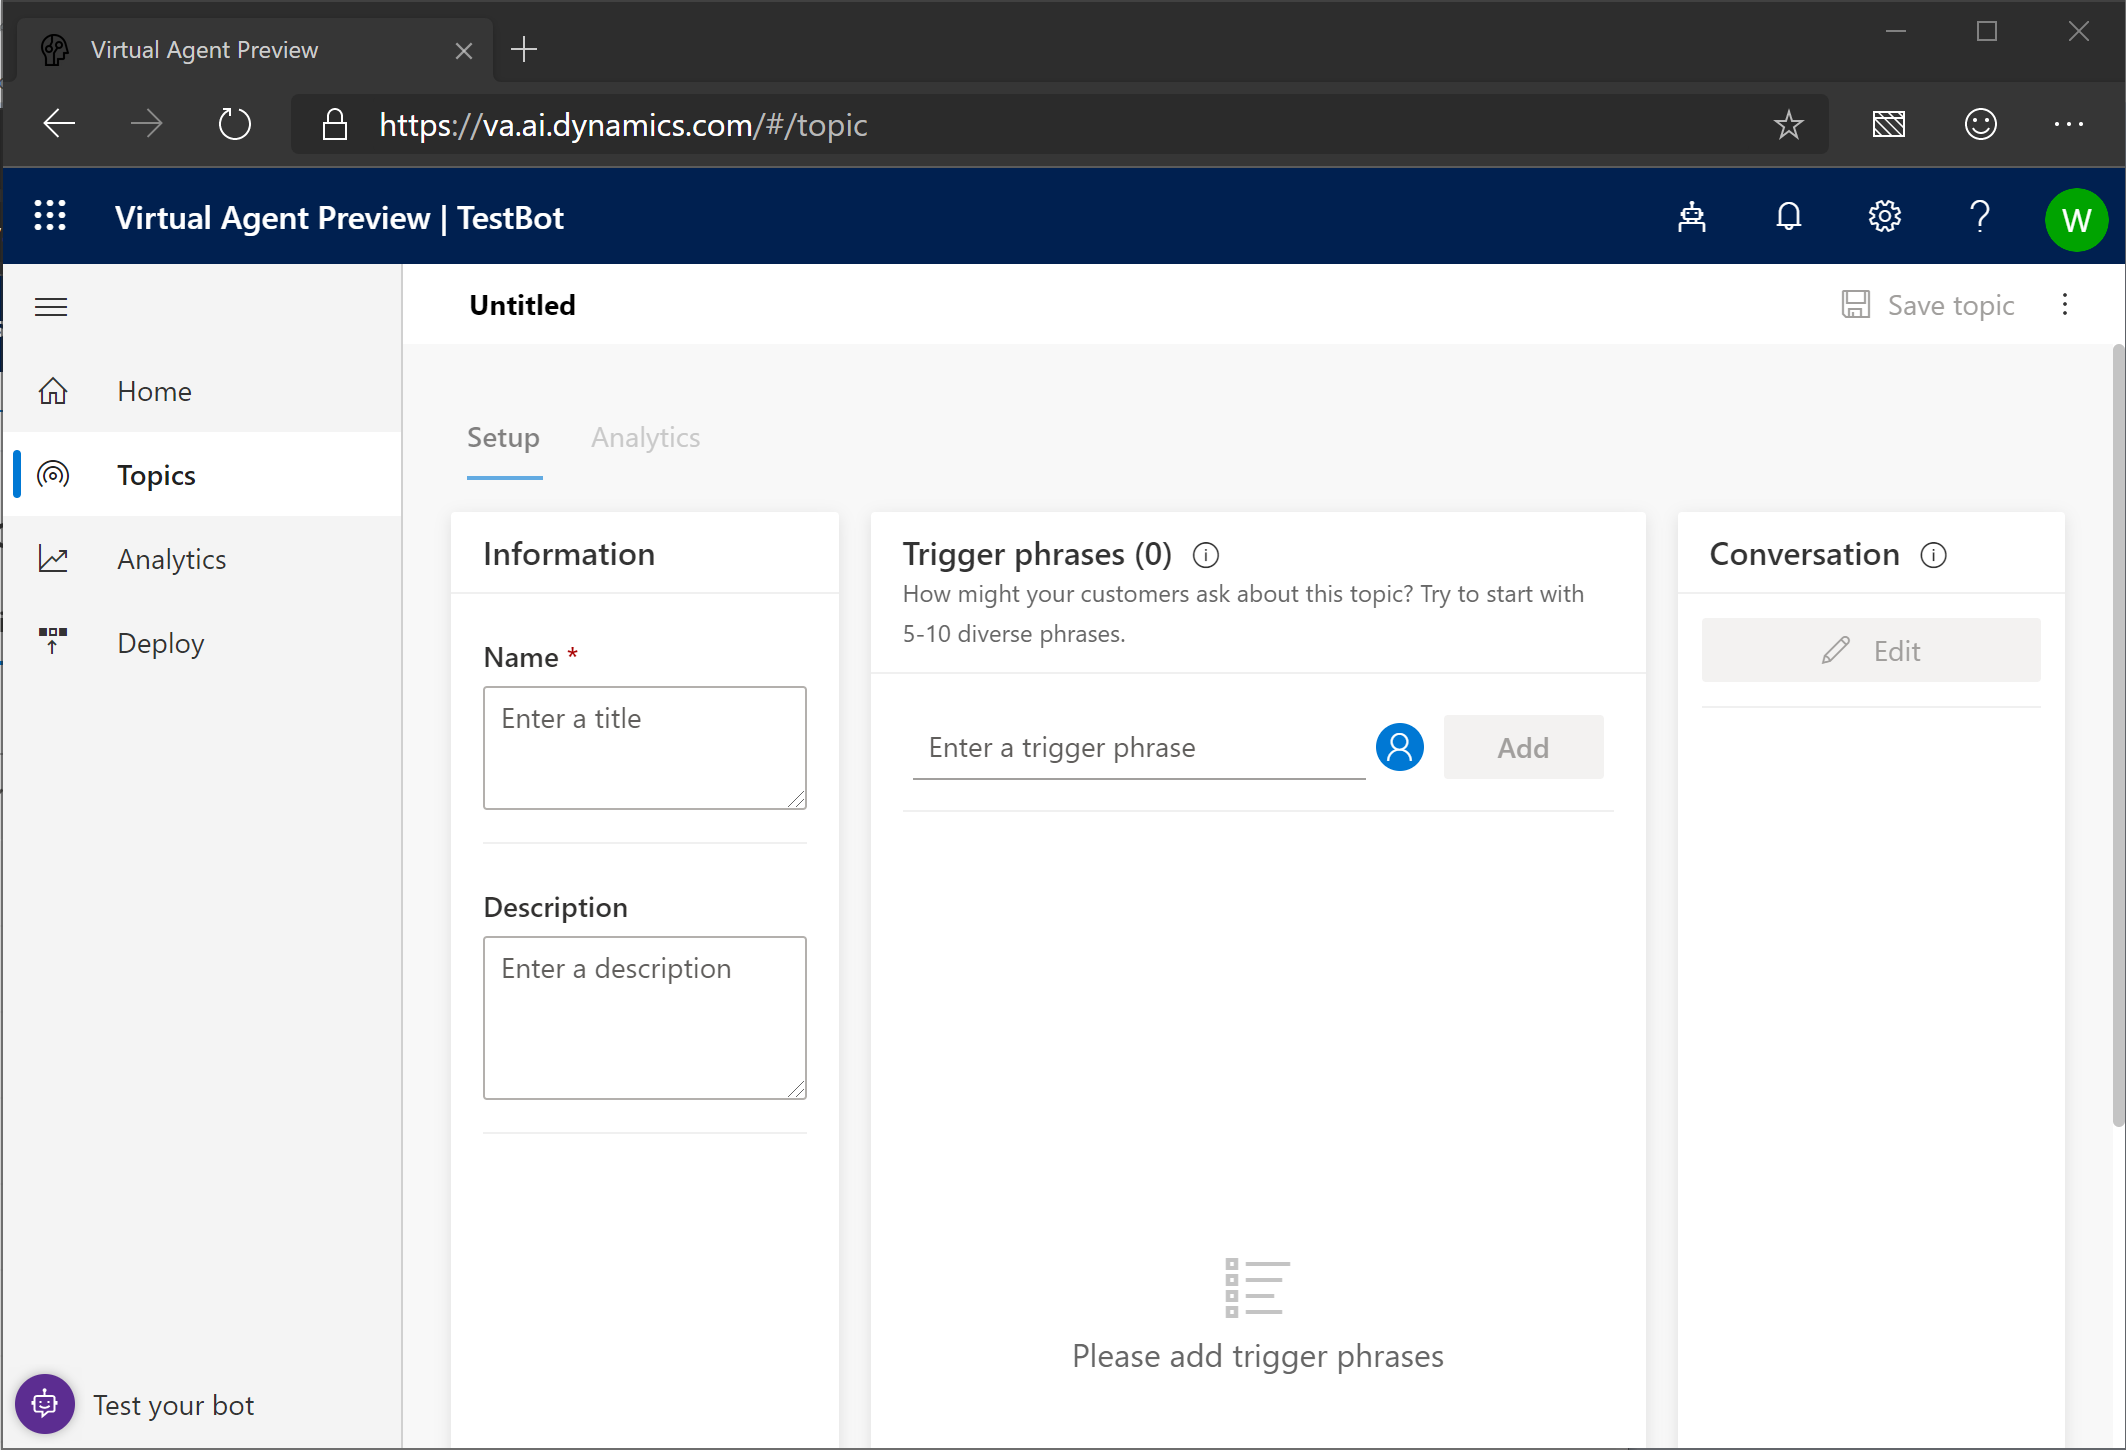 Virtual Agent Preview
https://va.ai.dynamics.com/#/topic
Virtual Agent Preview | TestBot
W
Untitled
Save topic
Home
Topics
Analytics
Deploy
Test your bot
Setup
Analytics
Information
Name *
Enter a title
Description
Enter a description
Trigger phrases (0)
How might your customers ask about this topic? Try to start with
5-10 diverse phrases.
Enter a trigger phrase
Add
Please add trigger phrases
Conversation
Edit